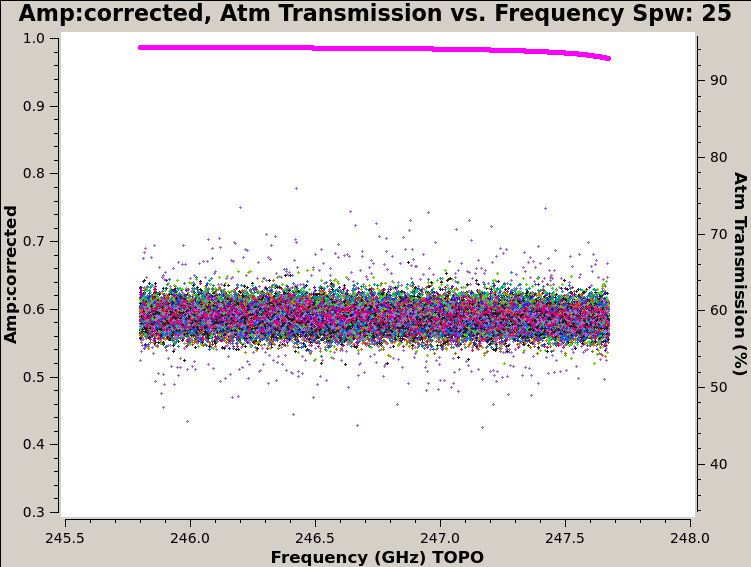 Amp:corrected, Atm Transmission vs. Frequency Spw: 25
1.0
0.9
0.8
0.7
0.6
0.5
0.4
0.3
Amp:corrected
90
80
70
60
50
40
Atm Transmission (%)
245.5 246.0 246.5 247.0 247.5 248.0
Frequency (GHz) TOPO